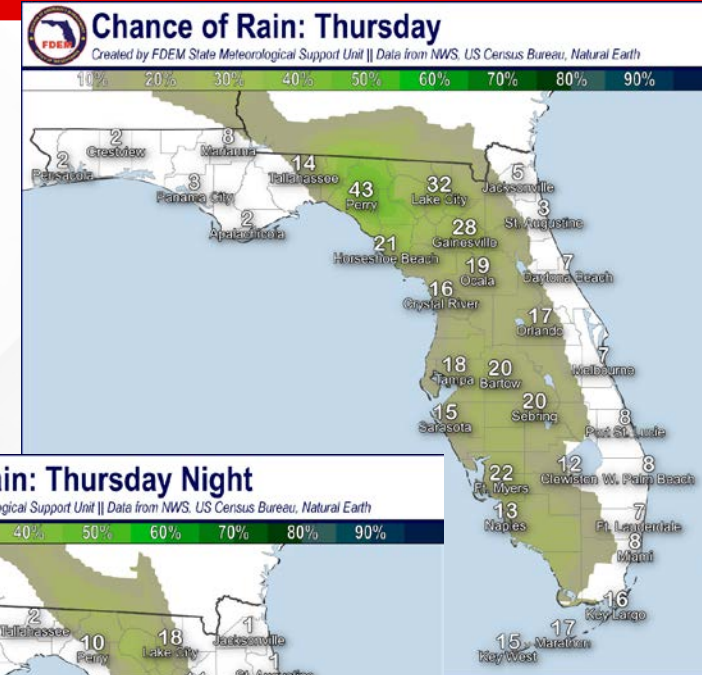 FDEM
Chance of Rain: Thursday
Created by FDEM State Meteorological Support Unit || Data from NWS, US Census Bureau, Natural Earth
10% 20% 30% 40% 50% 60% 70% 80% 90%
2
Pensacola
2
Crestview
8
Marianna
3
Panama City
2
Apalachicola
14
Tallahassee
43
Perry
32
Lake City
5
Jacksonville
3
St. Augustine
28
Gainesville
21
Horseshoe Beach
19
Ocala
7
Daytona Beach
16
Crystal River
17
Orlando
18
Tampa
20
Bartow
7
Melbourne
20
Sebring
15
Sarasota
8
Port St. Lucie
22
Ft. Myers
12
Clewiston
8
W. Palm Beach
13
Naples
7
Ft. Lauderdale
8
Miami
16
Key Largo
17
Marathon
15
Key West
ain: Thursday Night
ogical Support Unit || Data from NWS, US Census Bureau, Natural Earth
40% 50% 60% 70% 80% 90%
2
Tallahassee
10
Perry
18
Lake City
1
Jacksonville
1